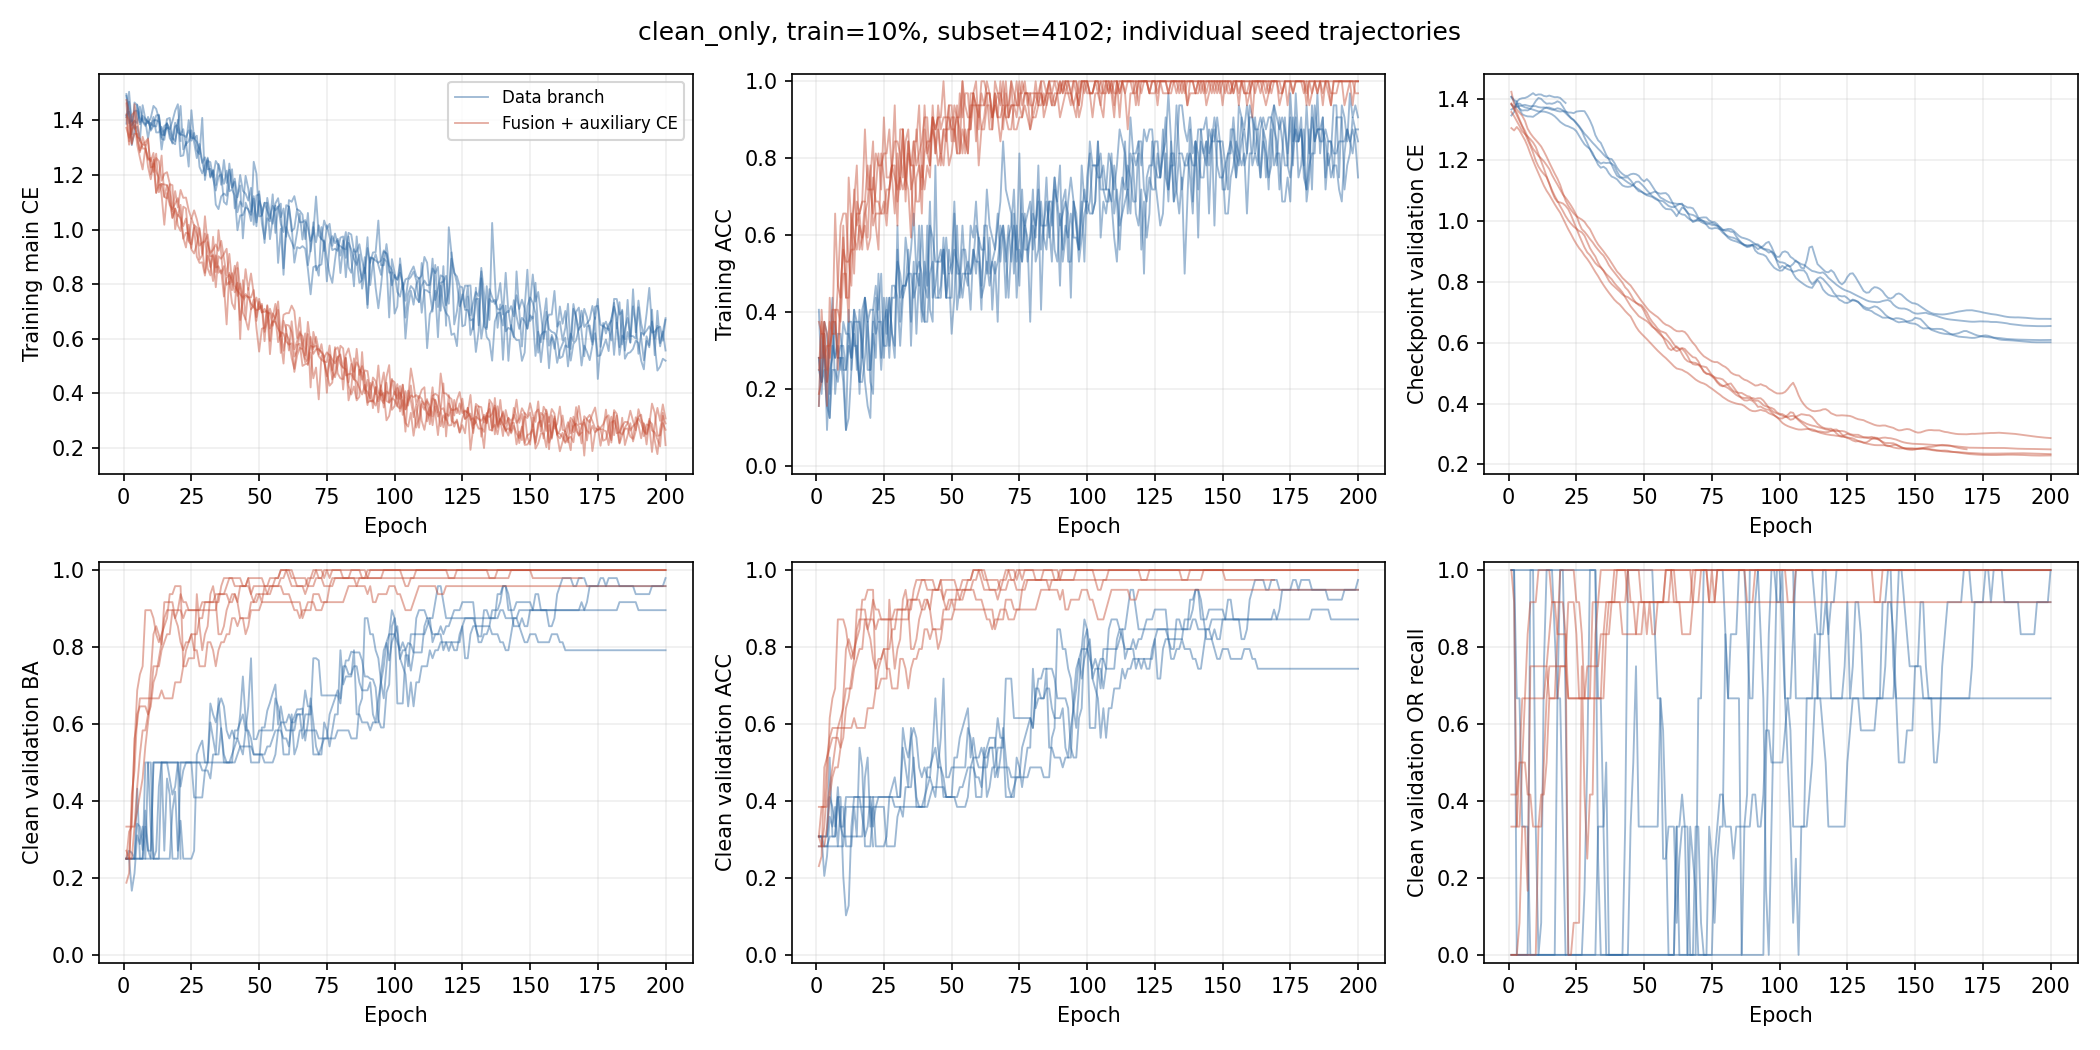 clean_only, train=10%, subset=4102; individual seed trajectories
Training main CE
1.4
1.2
1.0
0.8
0.6
0.4
0.2
Data branch
Fusion + auxiliary CE
0 25 50 75 100 125 150 175 200
Epoch
Training ACC
1.0
0.8
0.6
0.4
0.2
0.0
0 25 50 75 100 125 150 175 200
Epoch
Checkpoint validation CE
1.4
1.2
1.0
0.8
0.6
0.4
0.2
0 25 50 75 100 125 150 175 200
Epoch
Clean validation BA
1.0
0.8
0.6
0.4
0.2
0.0
0 25 50 75 100 125 150 175 200
Epoch
Clean validation ACC
1.0
0.8
0.6
0.4
0.2
0.0
0 25 50 75 100 125 150 175 200
Epoch
Clean validation OR recall
1.0
0.8
0.6
0.4
0.2
0.0
0 25 50 75 100 125 150 175 200
Epoch